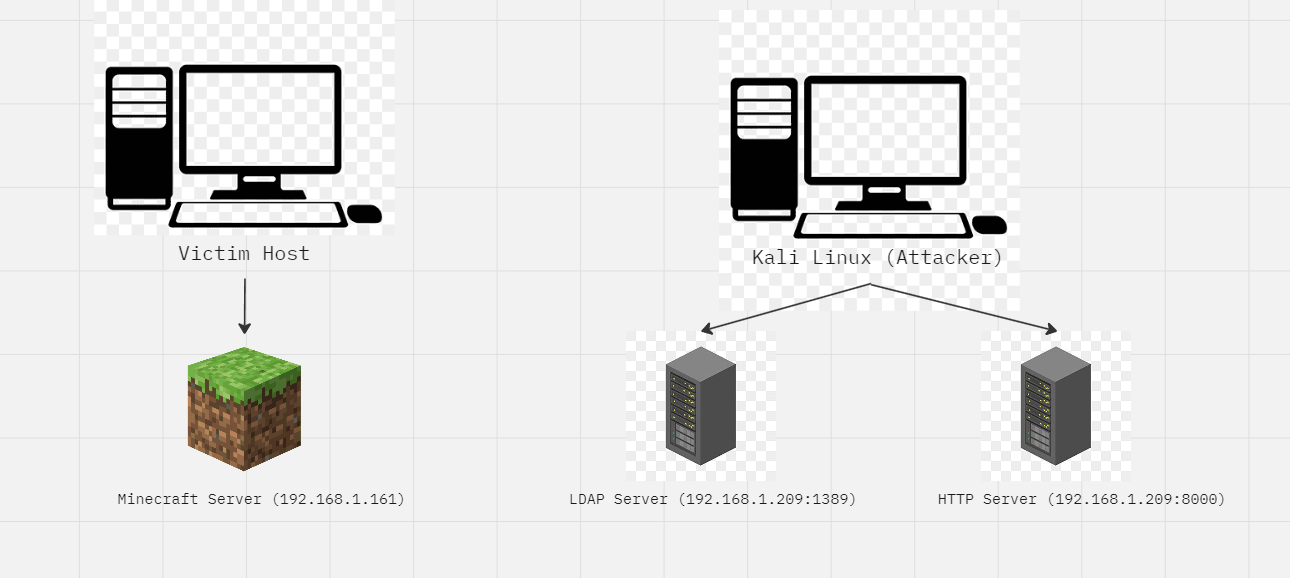 Victim Host
Kali Linux (Attacker)
Minecraft Server (192.168.1.161)
LDAP Server (192.168.1.209:1389)
HTTP Server (192.168.1.209:8000)